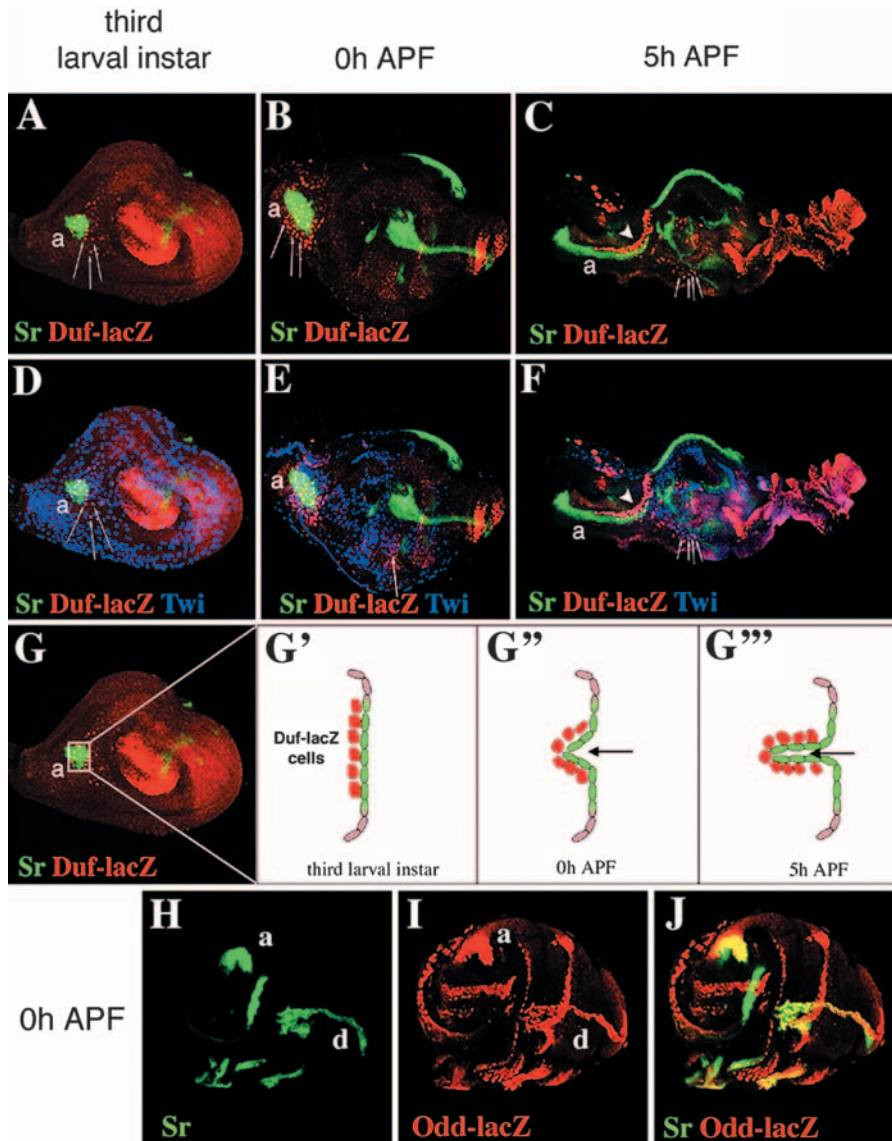 third
larval instar
0h APF
5h APF
A
a
Sr Duf-lacZ
B
a
Sr Duf-lacZ
C
a
Sr Duf-lacZ
D
a
Sr Duf-lacZ Twi
E
a
Sr Duf-lacZ Twi
F
a
Sr Duf-lacZ Twi
G
a
Sr Duf-lacZ
G'
Duf-lacZ
cells
third larval instar
G''
0h APF
G'''
5h APF
0h APF
H
a
d
Sr
I
a
d
Odd-lacZ
J
Sr Odd-lacZ